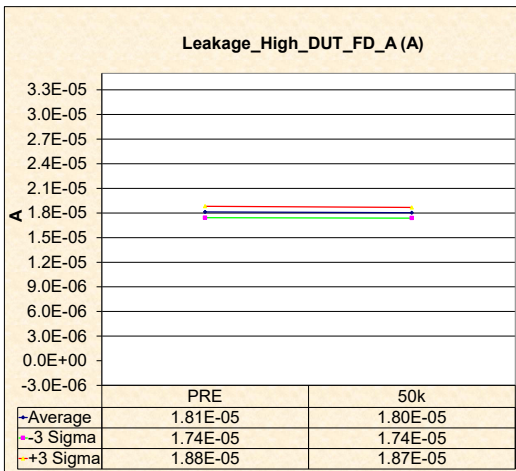 Leakage_High_DUT_FD_A (A)
3.3E-05
3.0E-05
2.7E-05
2.4E-05
2.1E-05
1.8E-05
1.5E-05
1.2E-05
9.0E-06
6.0E-06
3.0E-06
0.0E+00
-3.0E-06
A
PRE 50k
Average 1.81E-05 1.80E-05
-3 Sigma 1.74E-05 1.74E-05
+3 Sigma 1.88E-05 1.87E-05